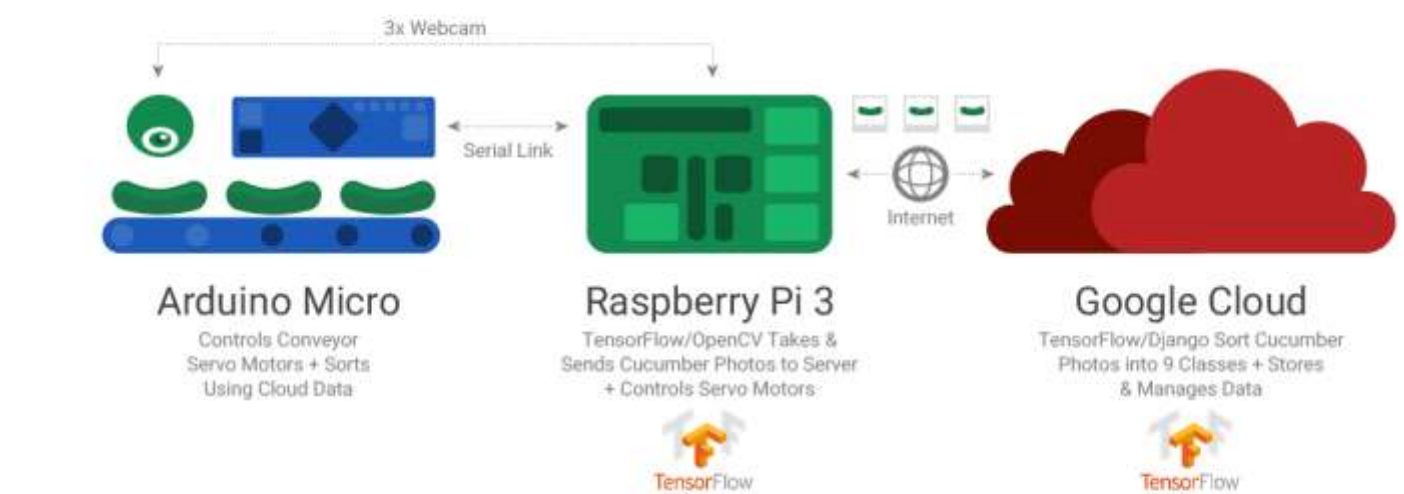 3x Webcam
Serial Link
Internet
Arduino Micro
Controls Conveyor
Servo Motors + Sorts
Using Cloud Data
Raspberry Pi 3
TensorFlow/OpenCV Takes &
Sends Cucumber Photos to Server
+ Controls Servo Motors
TensorFlow
Google Cloud
TensorFlow/Django Sort Cucumber
Photos into 9 Classes + Stores
& Manages Data
TensorFlow